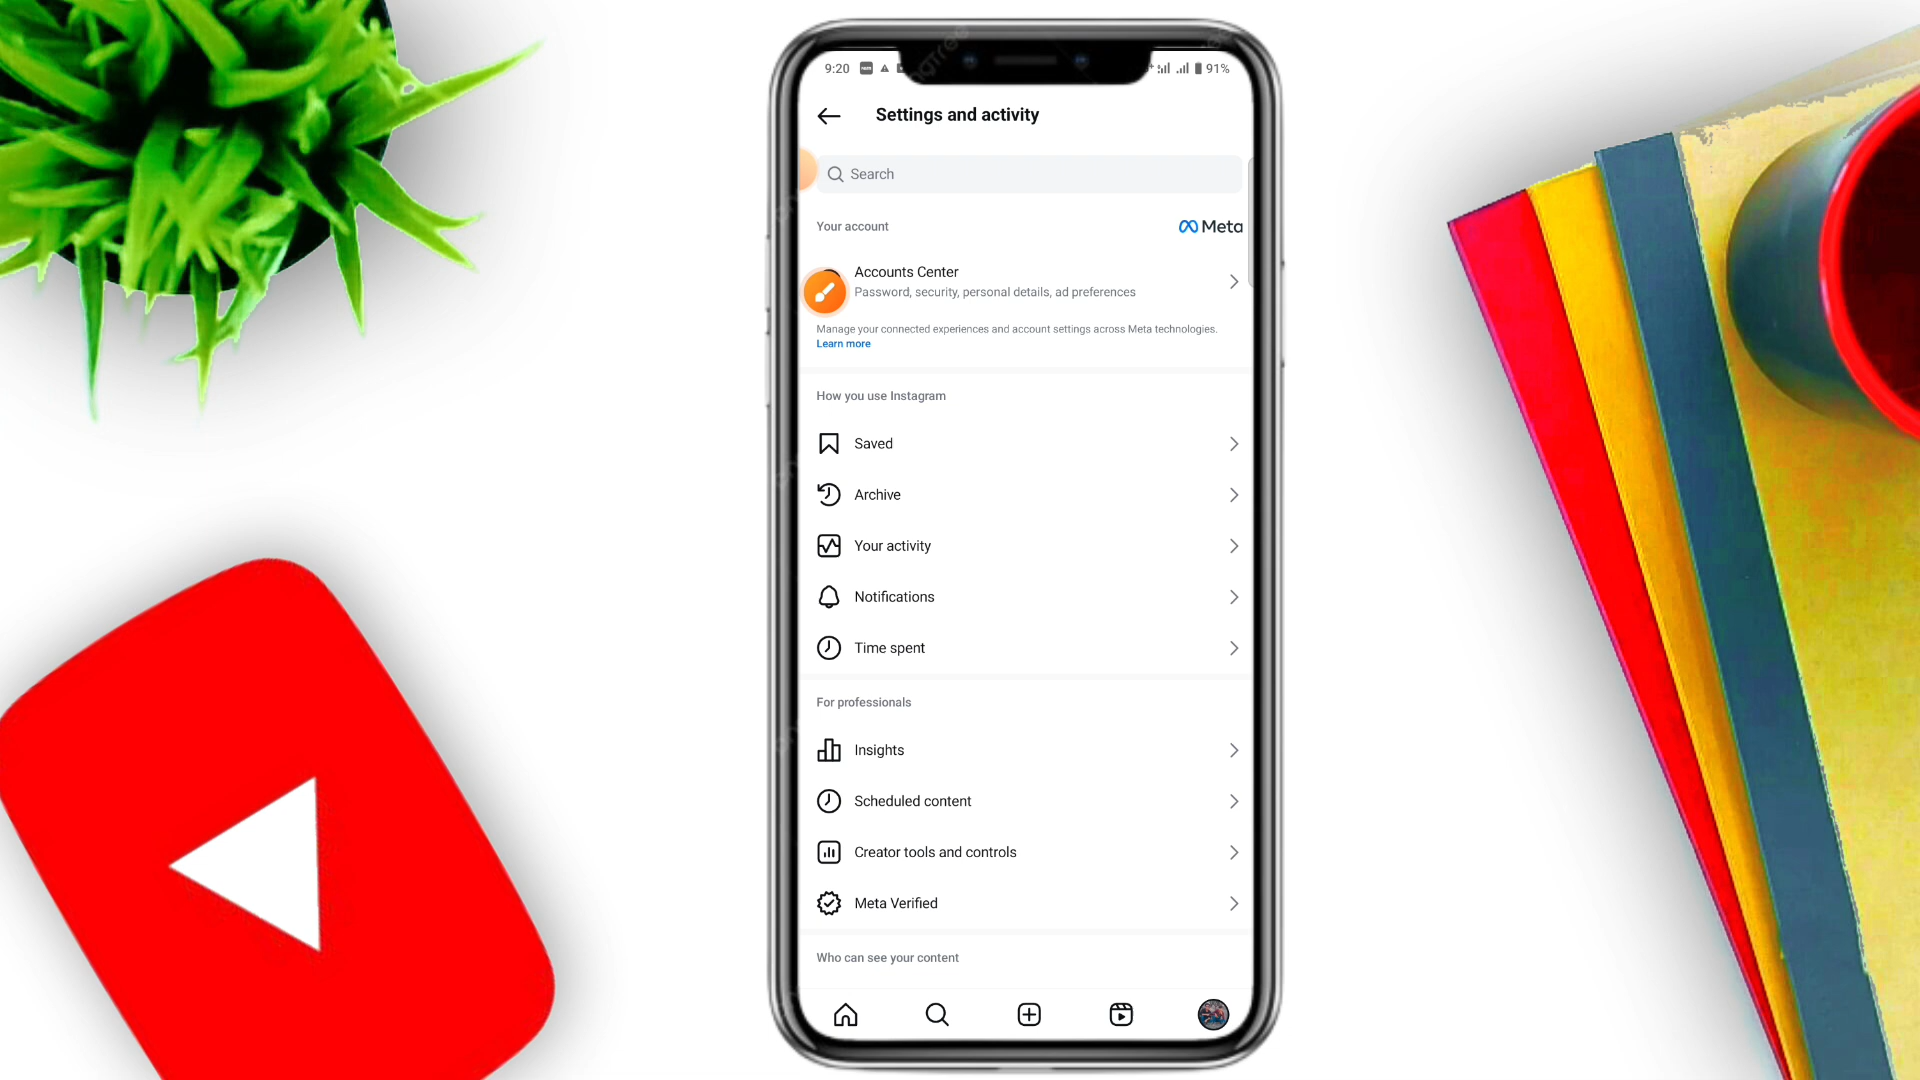 9:20
91%
Settings and activity
Search
Your account
Meta
Accounts Center
Password, security, personal details, ad preferences
Manage your connected experiences and account settings across Meta technologies.
Learn more
How you use Instagram
Saved
Archive
Your activity
Notifications
Time spent
For professionals
Insights
Scheduled content
Creator tools and controls
Meta Verified
Who can see your content